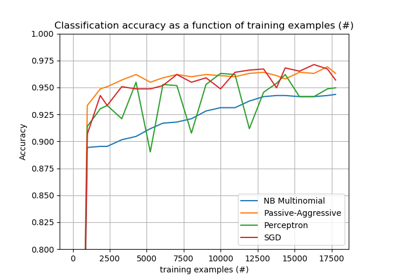 Classification accuracy as a function of training examples (#)
1.000
0.975
0.950
0.925
0.900
0.875
0.850
0.825
0.800
Accuracy
NB Multinomial
Passive-Aggressive
Perceptron
SGD
0 2500 5000 7500 10000 12500 15000 17500
training examples (#)